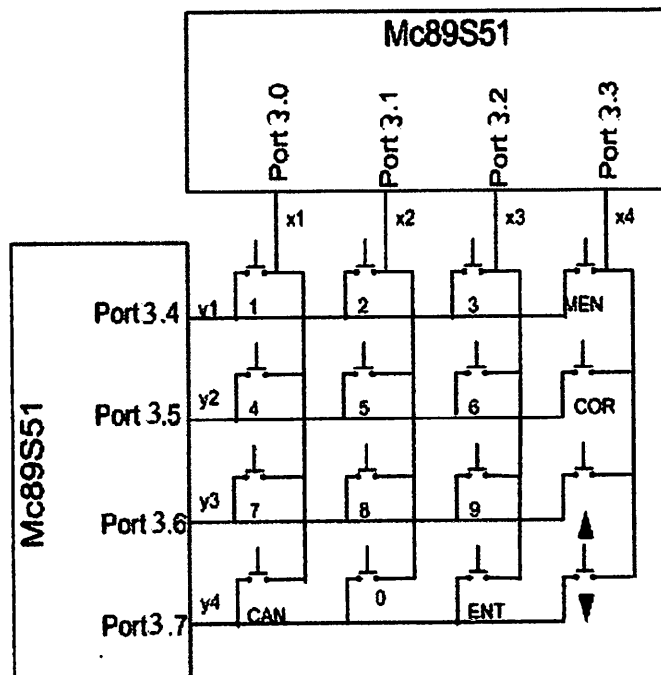 Mc89S51
Port 3.0
Port 3.1
Port 3.2
Port 3.3
x1
x2
x3
x4
Mc89S51
Port 3.4
y1
1
2
3
MEN
Port 3.5
y2
4
5
6
COR
Port 3.6
y3
7
8
9
Port 3.7
y4
CAN
0
ENT